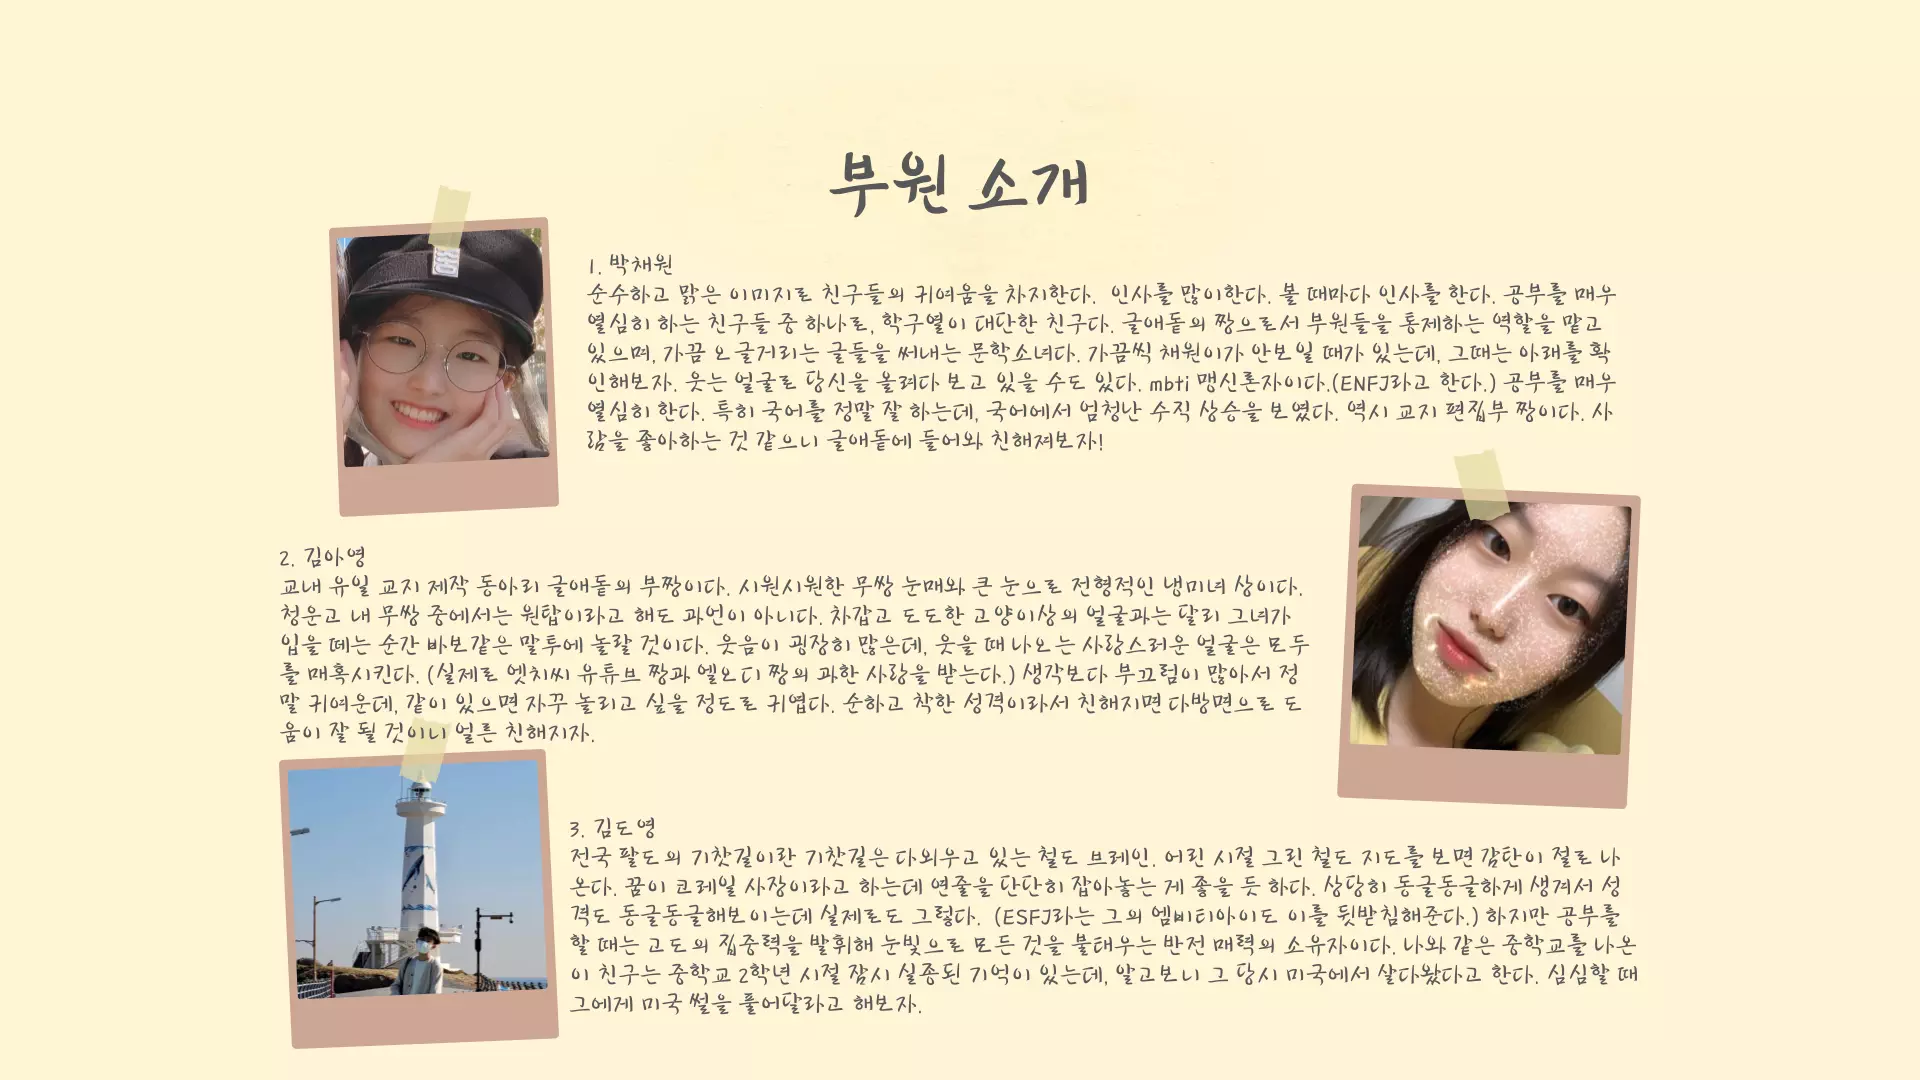 부원 소개
1. 박채원
순수하고 맑은 이미지로 친구들의 귀여움을 차지한다. 인사를 많이한다. 볼 때마다 인사를 한다. 공부를 매우
열심히 하는 친구들 중 하나로, 학구열이 대단한 친구다. 글애돝의 짱으로서 부원들을 통제하는 역할을 맡고
있으며, 가끔 오글거리는 글들을 써내는 문학소녀다. 가끔씩 채원이가 안보일 때가 있는데, 그때는 아래를 확
인해보자. 웃는 얼굴로 당신을 올려다 보고 있을 수도 있다. mbti 맹신론자이다.(ENFJ라고 한다.) 공부를 매우
열심히 한다. 특히 국어를 정말 잘 하는데, 국어에서 엄청난 수직 상승을 보였다. 역시 교지 편집부 짱이다. 사
람을 좋아하는 것 같으니 글애돝에 들어와 친해져보자!
2. 김아영
교내 유일 교지 제작 동아리 글애돝의 부짱이다. 시원시원한 무쌍 눈매와 큰 눈으로 전형적인 냉미녀 상이다.
청운고 내 무쌍 중에서는 원탑이라고 해도 과언이 아니다. 차갑고 도도한 고양이상의 얼굴과는 달리 그녀가
입을 떼는 순간 바보같은 말투에 놀랄 것이다. 웃음이 굉장히 많은데, 웃을 때 나오는 사랑스러운 얼굴은 모두
를 매혹시킨다. (실제로 엣치씨 유튜브 짱과 엘오디 짱의 과한 사랑을 받는다.) 생각보다 부끄럼이 많아서 정
말 귀여운데, 같이 있으면 자꾸 놀리고 싶을 정도로 귀엽다. 순하고 착한 성격이라서 친해지면 다방면으로 도
움이 잘 될 것이니 얼른 친해지자.
3. 김도영
전국 팔도의 기찻길이란 기찻길은 다외우고 있는 철도 브레인. 어린 시절 그린 철도 지도를 보면 감탄이 절로 나
온다. 꿈이 코레일 사장이라고 하는데 연줄을 단단히 잡아놓는 게 좋을 듯 하다. 상당히 동글동글하게 생겨서 성
격도 동글동글해보이는데 실제로도 그렇다. (ESFJ라는 그의 엠비티아이도 이를 뒷받침해준다.) 하지만 공부를
할 때는 고도의 집중력을 발휘해 눈빛으로 모든 것을 불태우는 반전 매력의 소유자이다. 나와 같은 중학교를 나온
이 친구는 중학교 2학년 시절 잠시 실종된 기억이 있는데, 알고보니 그 당시 미국에서 살다왔다고 한다. 심심할 때
그에게 미국 썰을 풀어달라고 해보자.